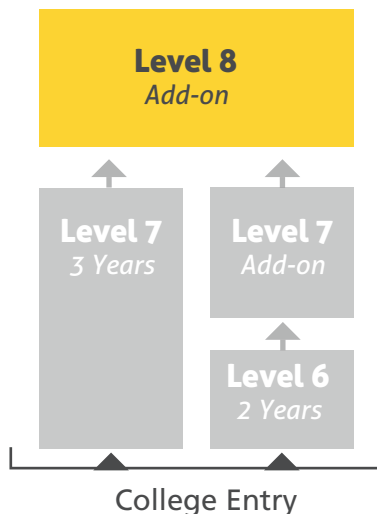 Level 8
Add-on
Level 7
3 Years
Level 7
Add-on
Level 6
2 Years
College Entry